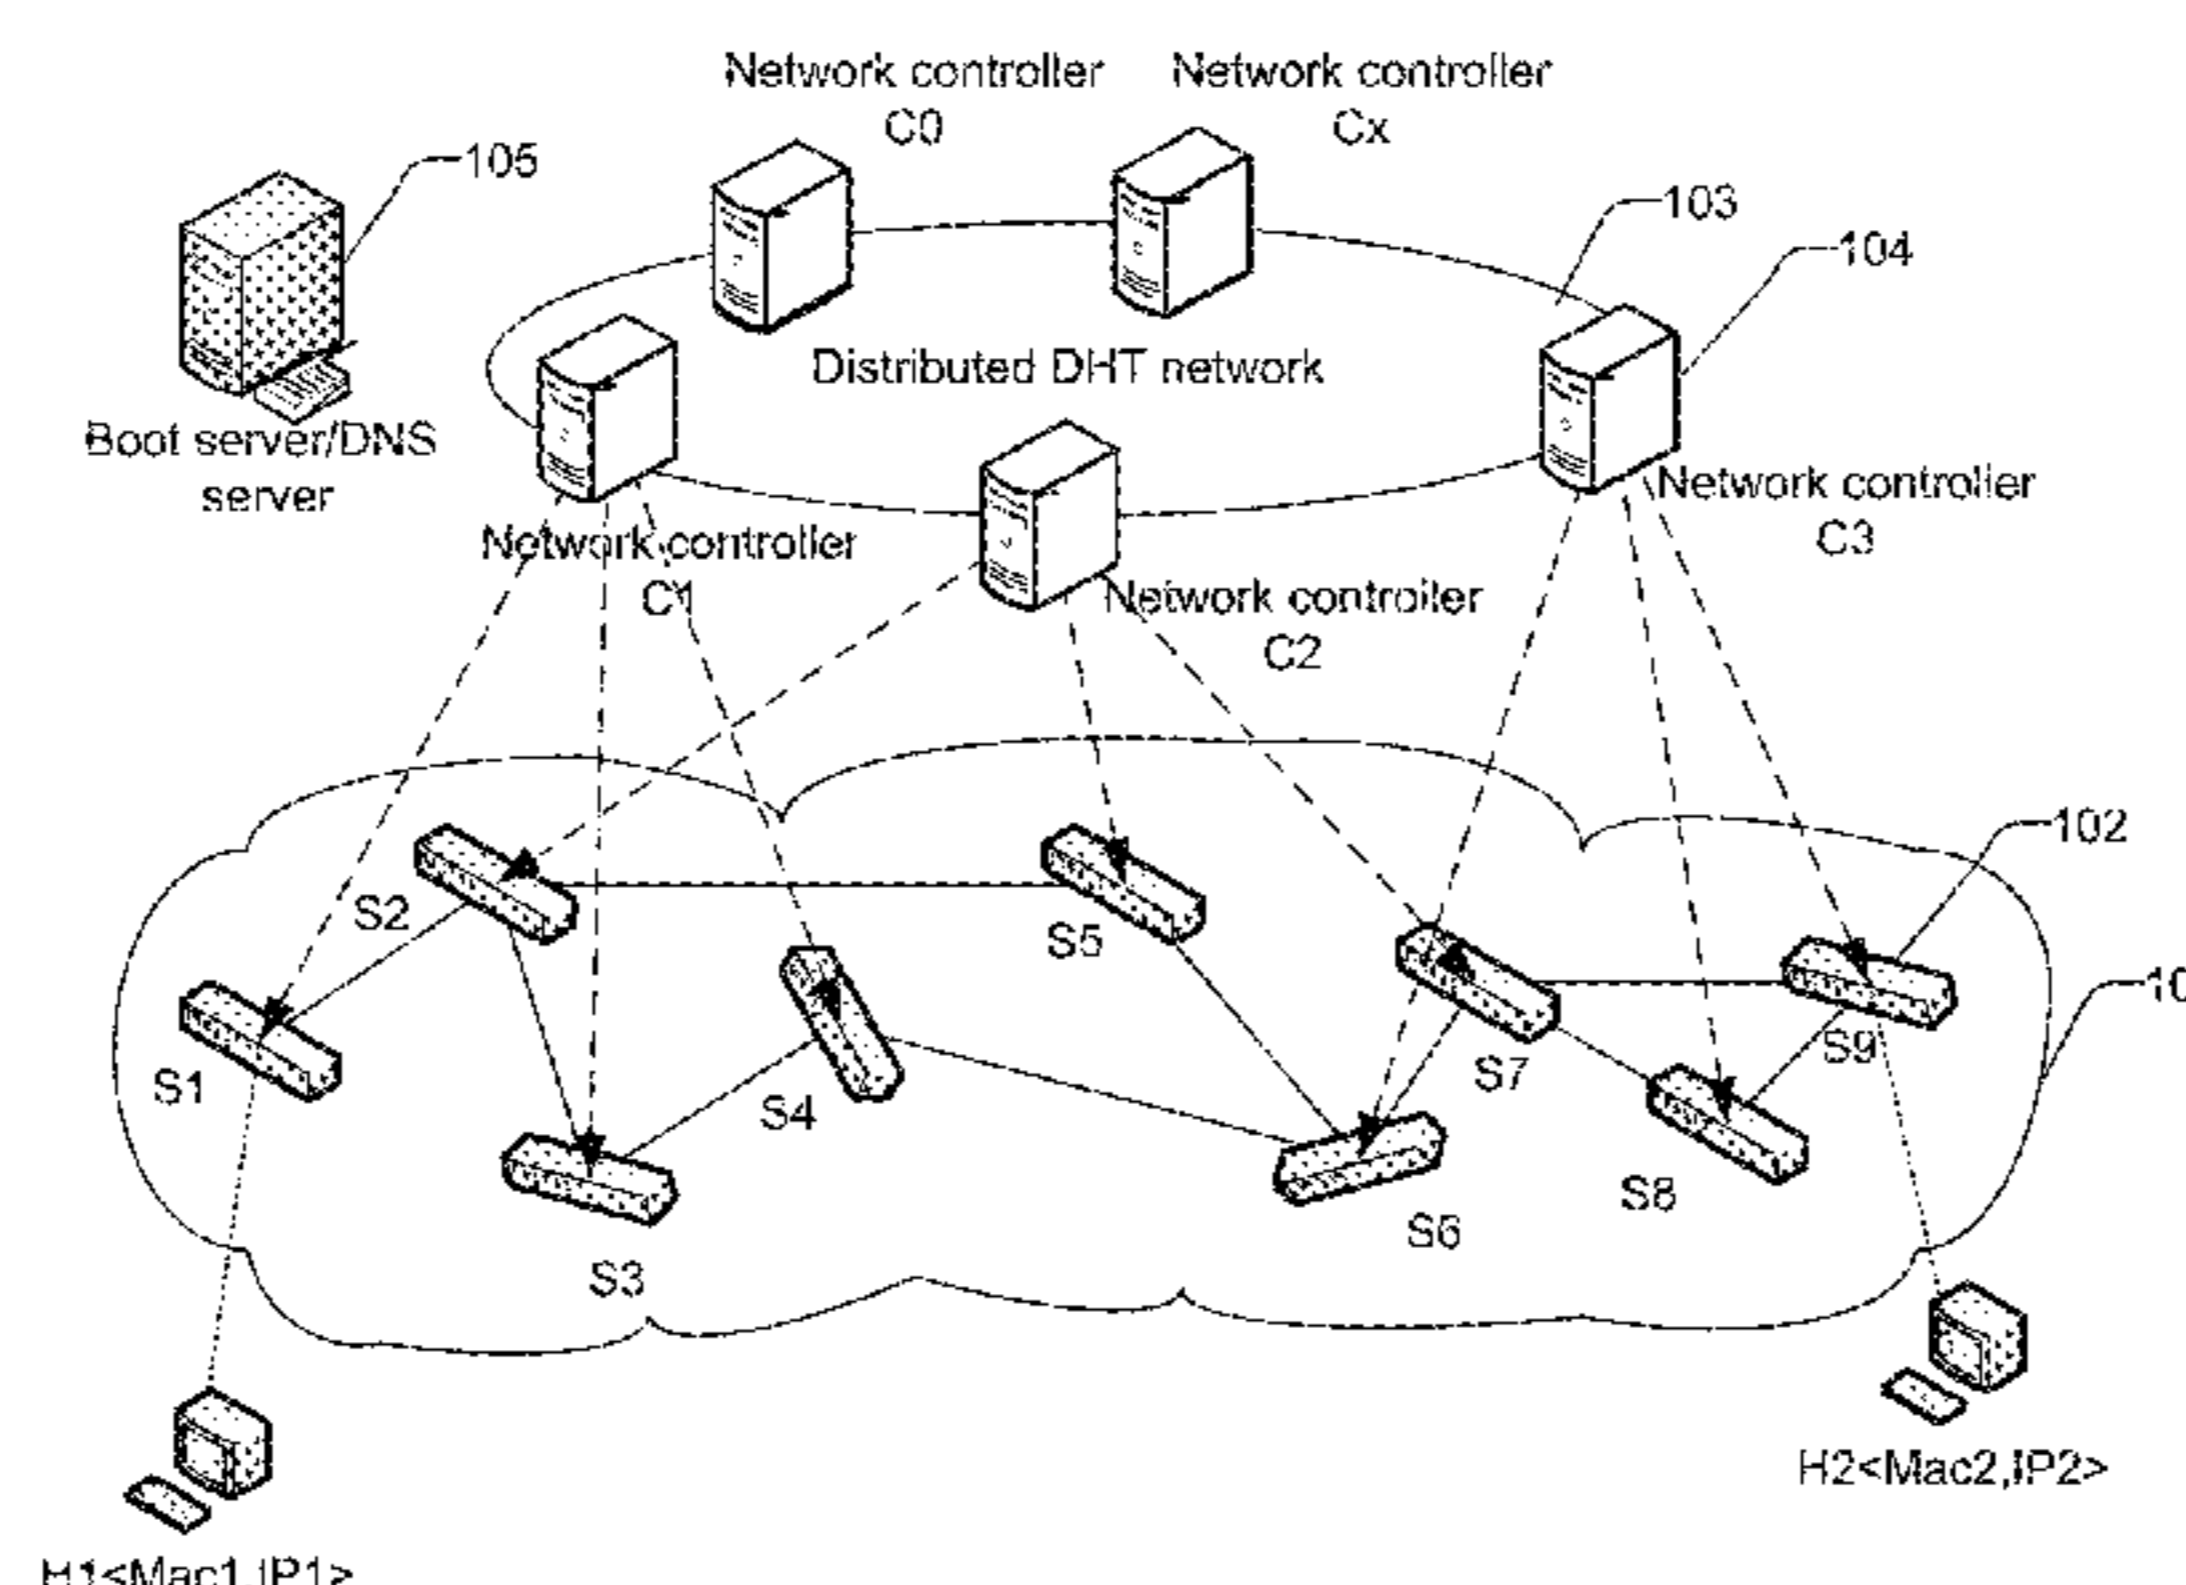 Network controller
C0
Network controller
Cx
105
103
104
Distributed DHT network
Boot server/DNS
server
Network controller
C3
Network controller
C1
Network controller
C2
102
S2
S5
10
S1
S4
S7
S9
S8
S6
S3
H2<Mac2,IP2>
H1<Mac1,IP1>